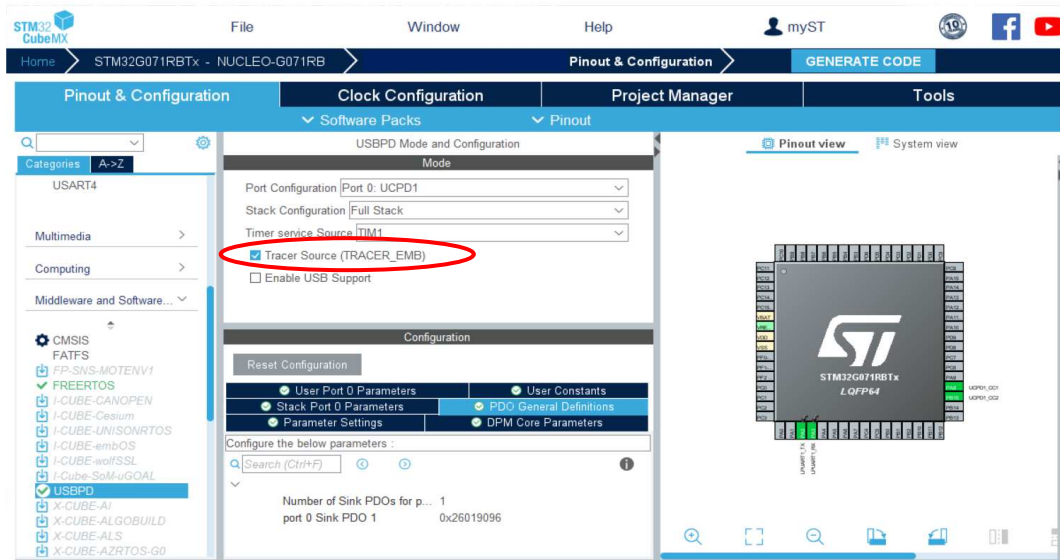 STM32
CubeMX
File
Window
Help
myST
Home
STM32G071RBTx - NUCLEO-G071RB
Pinout & Configuration
GENERATE CODE
Pinout & Configuration
Clock Configuration
Project Manager
Tools
Software Packs
Pinout
Categories
A->Z
USART4
Multimedia
Computing
Middleware and Software...
CMSIS
FATFS
FP-SNS-MOTENV1
FREERTOS
I-CUBE-CANOPEN
I-CUBE-Cesium
I-CUBE-UNISONRTOS
I-CUBE-embOS
I-CUBE-wolfSSL
I-Cube-SoM-uGOAL
USBPD
X-CUBE-AI
X-CUBE-ALGOBUILD
X-CUBE-ALS
X-CUBE-AZRTOS-G0
USBPD Mode and Configuration
Mode
Port Configuration Port 0: UCPD1
Stack Configuration Full Stack
Timer service Source TIM1
Tracer Source (TRACER_EMB)
Enable USB Support
Configuration
Reset Configuration
User Port 0 Parameters
User Constants
Stack Port 0 Parameters
PDO General Definitions
Parameter Settings
DPM Core Parameters
Configure the below parameters :
Search (Ctrl+F)
Number of Sink PDOs for p... 1
port 0 Sink PDO 1 0x26019096
Pinout view
System view
STM32G071RBTx
LQFP64
UCPD1_CC1
UCPD1_CC2
LPUART1_TX
LPUART1_RX